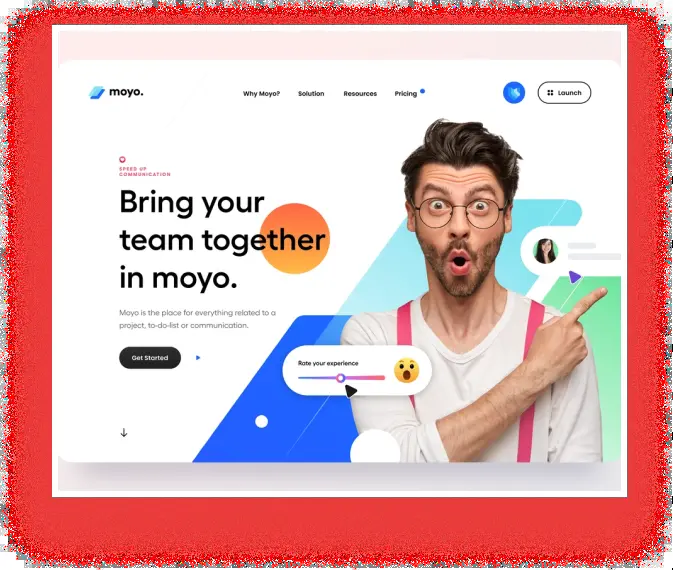 moyo.
Why Moyo?
Solution
Resources
Pricing
Launch
SPEED UP
COMMUNICATION
Bring your
team together
in moyo.
Moyo is the place for everything related to a
project, to-do-list or communication.
Get Started
Rate your experience